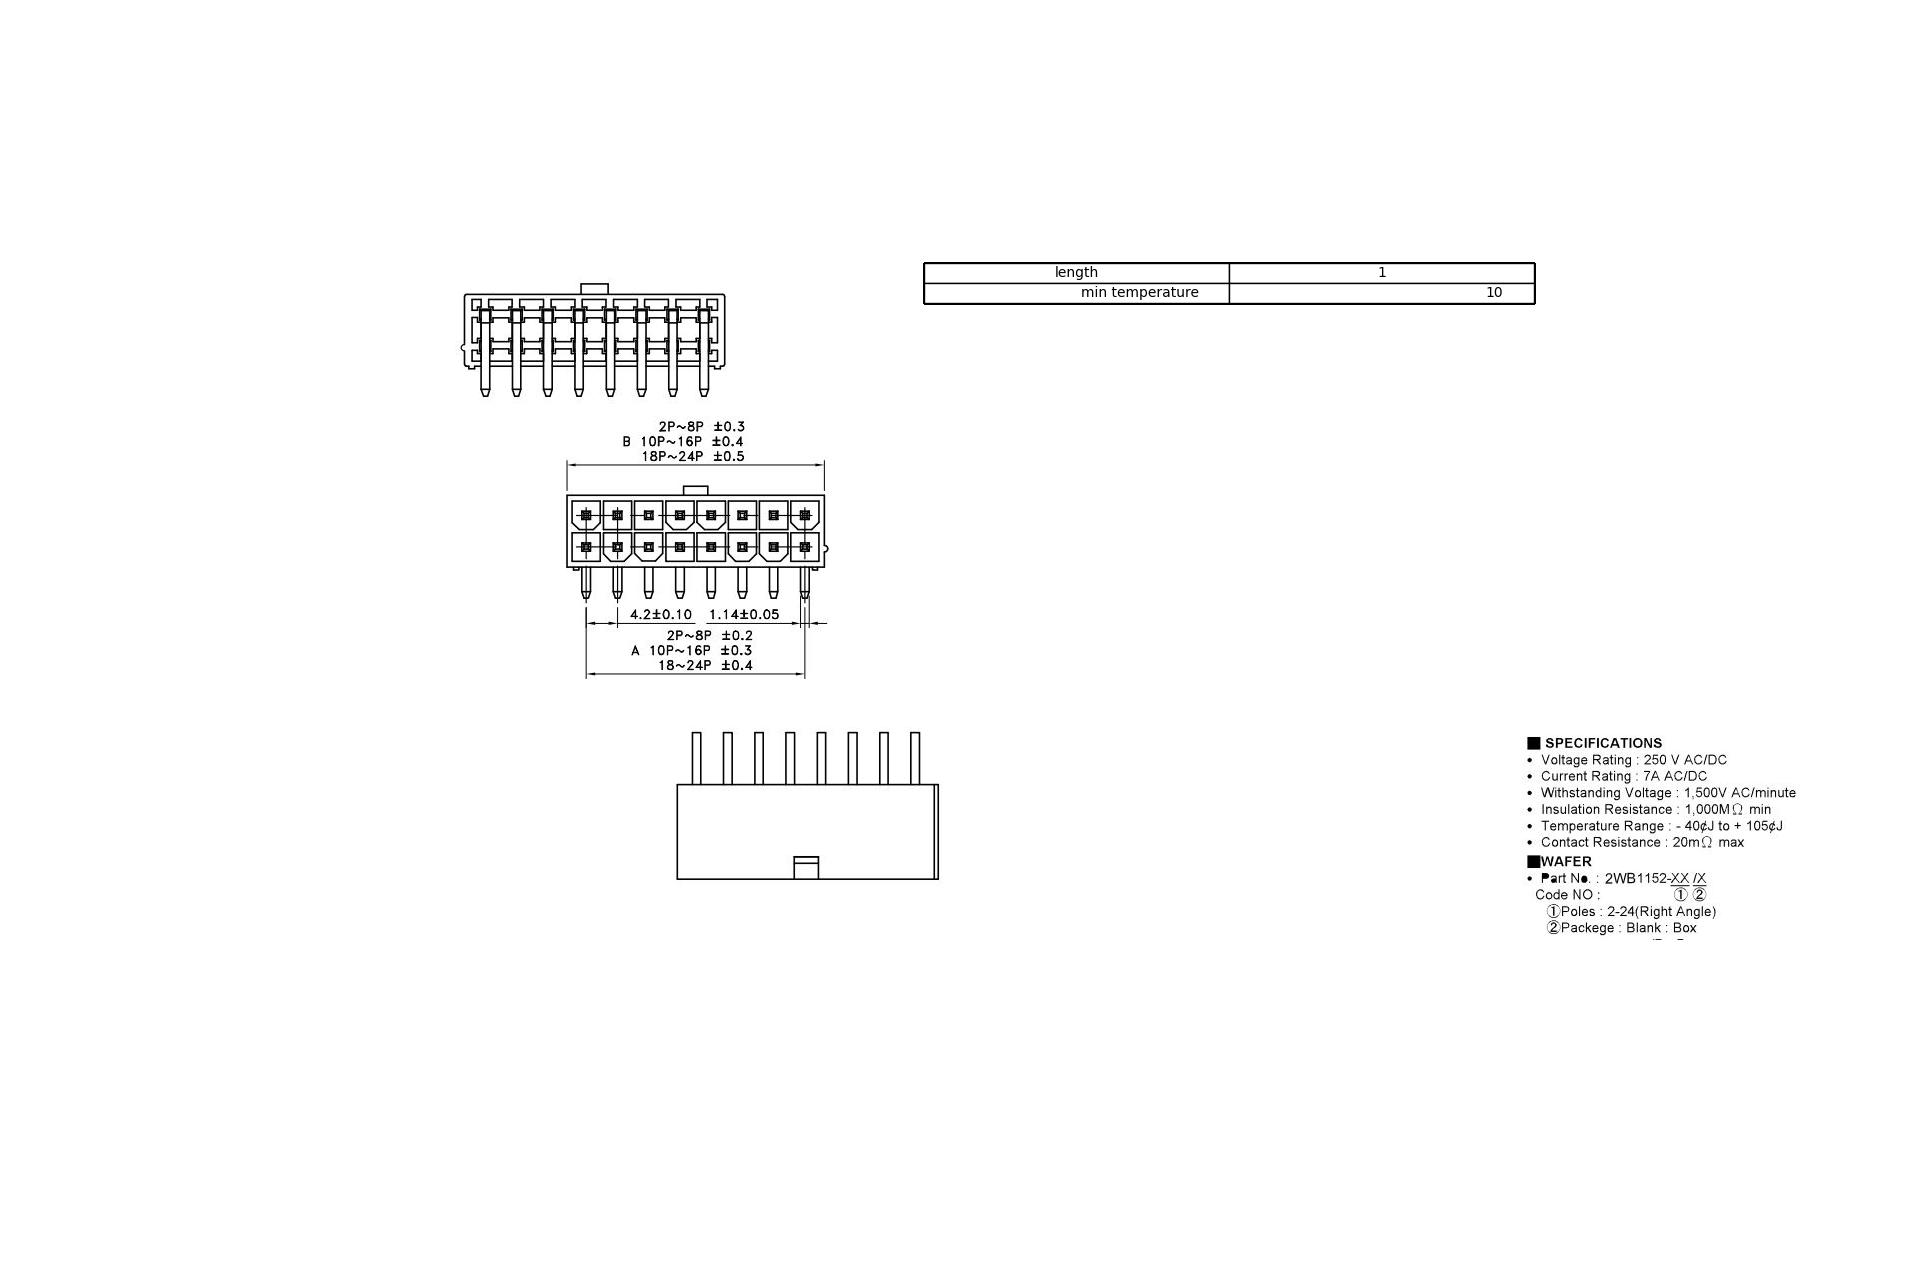 length 1
min temperature 10
2P~8P ±0.3
B 10P~16P ±0.4
18P~24P ±0.5
4.2±0.10 1.14±0.05
2P~8P ±0.2
A 10P~16P ±0.3
18~24P ±0.4
■ SPECIFICATIONS
• Voltage Rating : 250 V AC/DC
• Current Rating : 7A AC/DC
• Withstanding Voltage : 1,500V AC/minute
• Insulation Resistance : 1,000MΩ min
• Temperature Range : - 40¢J to + 105¢J
• Contact Resistance : 20mΩ max
■WAFER
• Part No. : 2WB1152-XX /X
Code NO : ① ②
①Poles : 2-24(Right Angle)
②Packege : Blank : Box